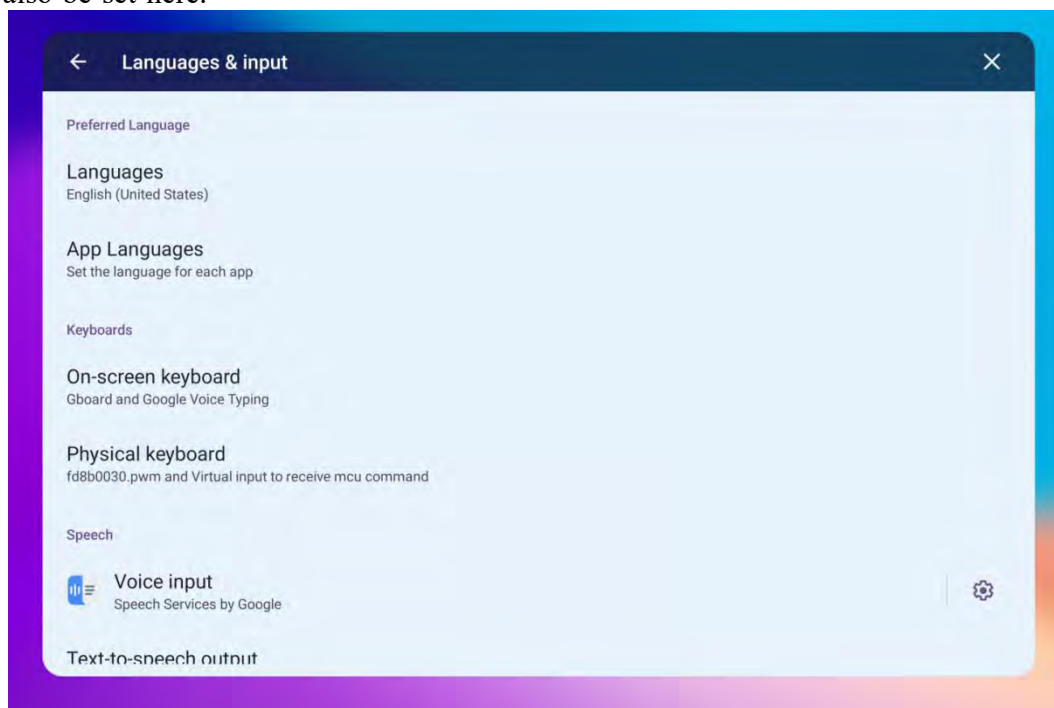 also be set here.
Languages & input
Preferred Language
Languages
English (United States)
App Languages
Set the language for each app
Keyboards
On-screen keyboard
Gboard and Google Voice Typing
Physical keyboard
fd8b0030.pwm and Virtual input to receive mcu command
Speech
Voice input
Speech Services by Google
Text-to-speech output